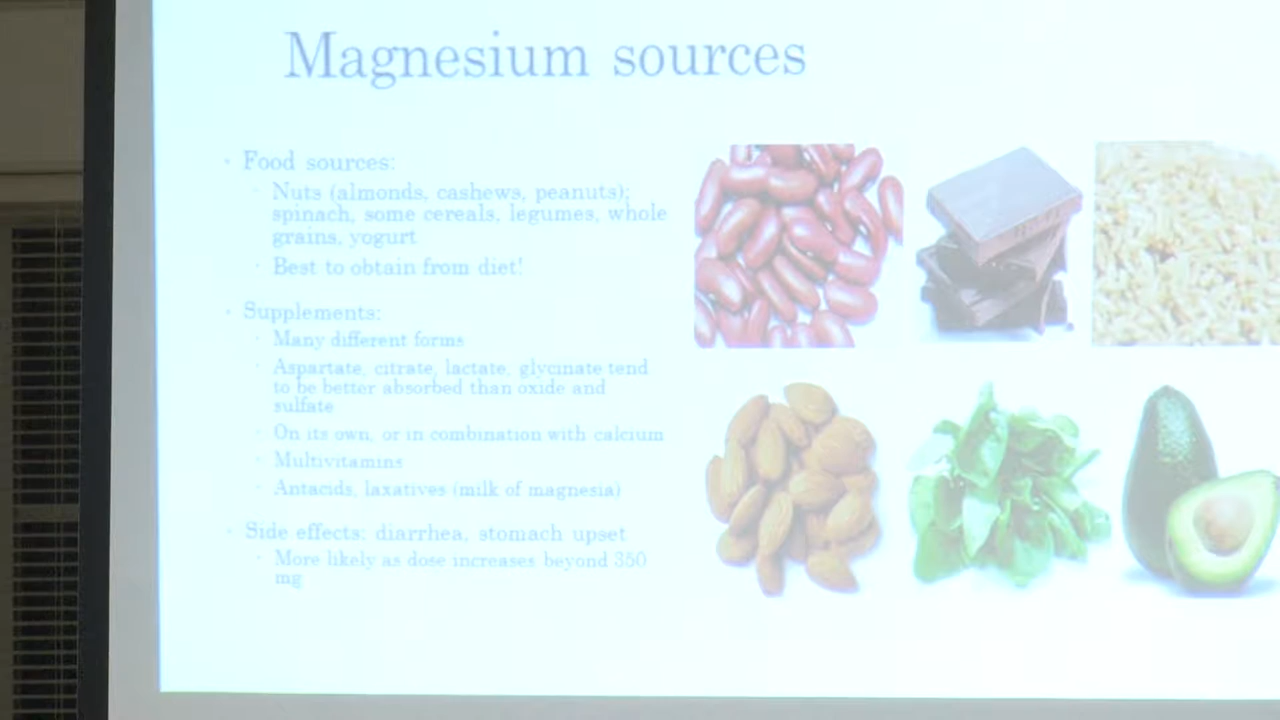 Magnesium sources
Food sources:
Nuts (almonds, cashews, peanuts);
spinach, some cereals, legumes, whole
grains, yogurt
Best to obtain from diet!
Supplements:
Many different forms
Aspartate, citrate, lactate, glycinate tend
to be better absorbed than oxide and
sulfate
On its own, or in combination with calcium
Multivitamins
Antacids, laxatives (milk of magnesia)
Side effects: diarrhea, stomach upset
More likely as dose increases beyond 350
mg